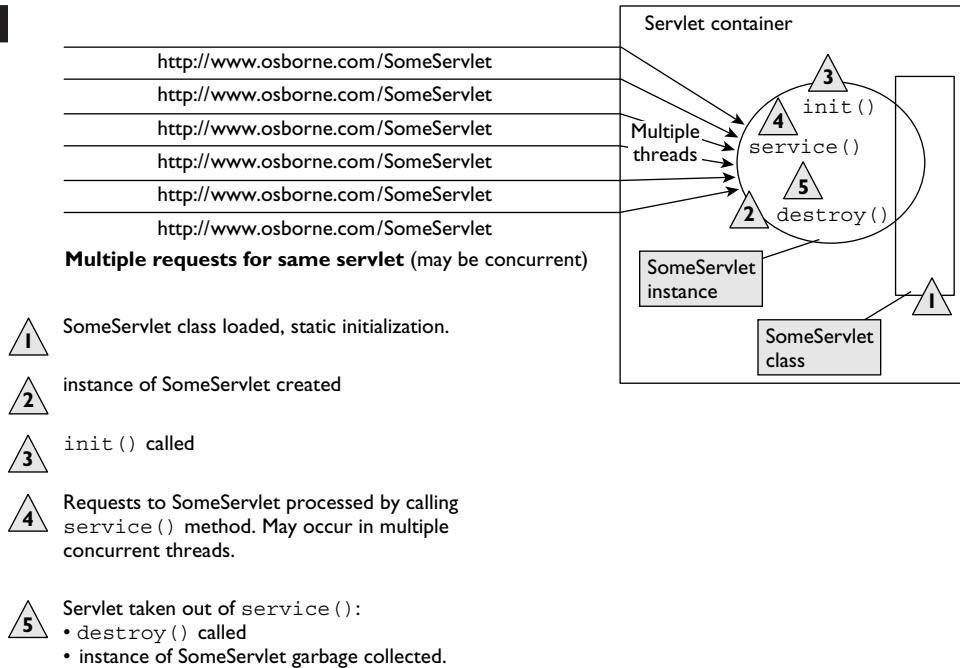 Servlet container
http://www.osborne.com/SomeServlet
http://www.osborne.com/SomeServlet
http://www.osborne.com/SomeServlet
http://www.osborne.com/SomeServlet
http://www.osborne.com/SomeServlet
http://www.osborne.com/SomeServlet
Multiple requests for same servlet (may be concurrent)
Multiple
threads
3
init()
4
service()
5
2
destroy()
SomeServlet
instance
1
SomeServlet
class
1 SomeServlet class loaded, static initialization.
2 instance of SomeServlet created
3 init() called
4 Requests to SomeServlet processed by calling
service() method. May occur in multiple
concurrent threads.
5 Servlet taken out of service():
• destroy() called
• instance of SomeServlet garbage collected.